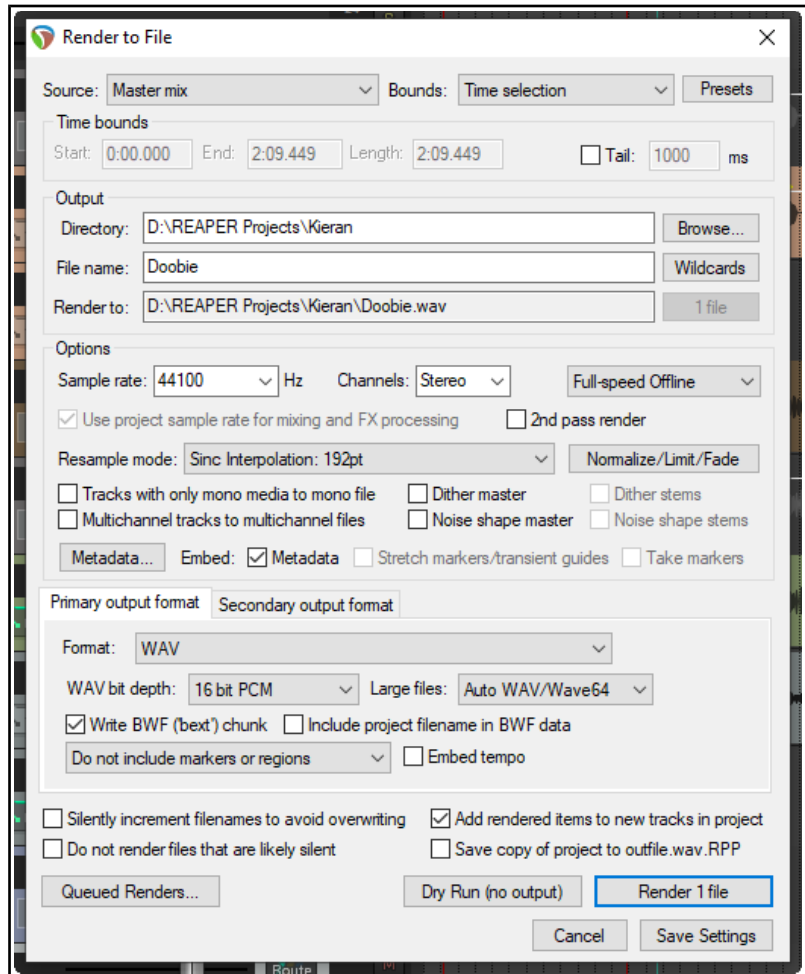 Render to File
Source: Master mix Bounds: Time selection Presets
Time bounds
Start: 0:00.000 End: 2:09.449 Length: 2:09.449 Tail: 1000 ms
Output
Directory: D:\REAPER Projects\Kieran Browse...
File name: Doobie Wildcards
Render to: D:\REAPER Projects\Kieran\Doobie.wav 1 file
Options
Sample rate: 44100 Hz Channels: Stereo Full-speed Offline
Use project sample rate for mixing and FX processing 2nd pass render
Resample mode: Sinc Interpolation: 192pt Normalize/Limit/Fade
Tracks with only mono media to mono file Dither master Dither stems
Multichannel tracks to multichannel files Noise shape master Noise shape stems
Metadata... Embed: Metadata Stretch markers/transient guides Take markers
Primary output format Secondary output format
Format: WAV
WAV bit depth: 16 bit PCM Large files: Auto WAV/Wave64
Write BWF ('bext') chunk Include project filename in BWF data
Do not include markers or regions Embed tempo
Silently increment filenames to avoid overwriting Add rendered items to new tracks in project
Do not render files that are likely silent Save copy of project to outfile.wav.RPP
Queued Renders... Dry Run (no output) Render 1 file
Cancel Save Settings
Route M